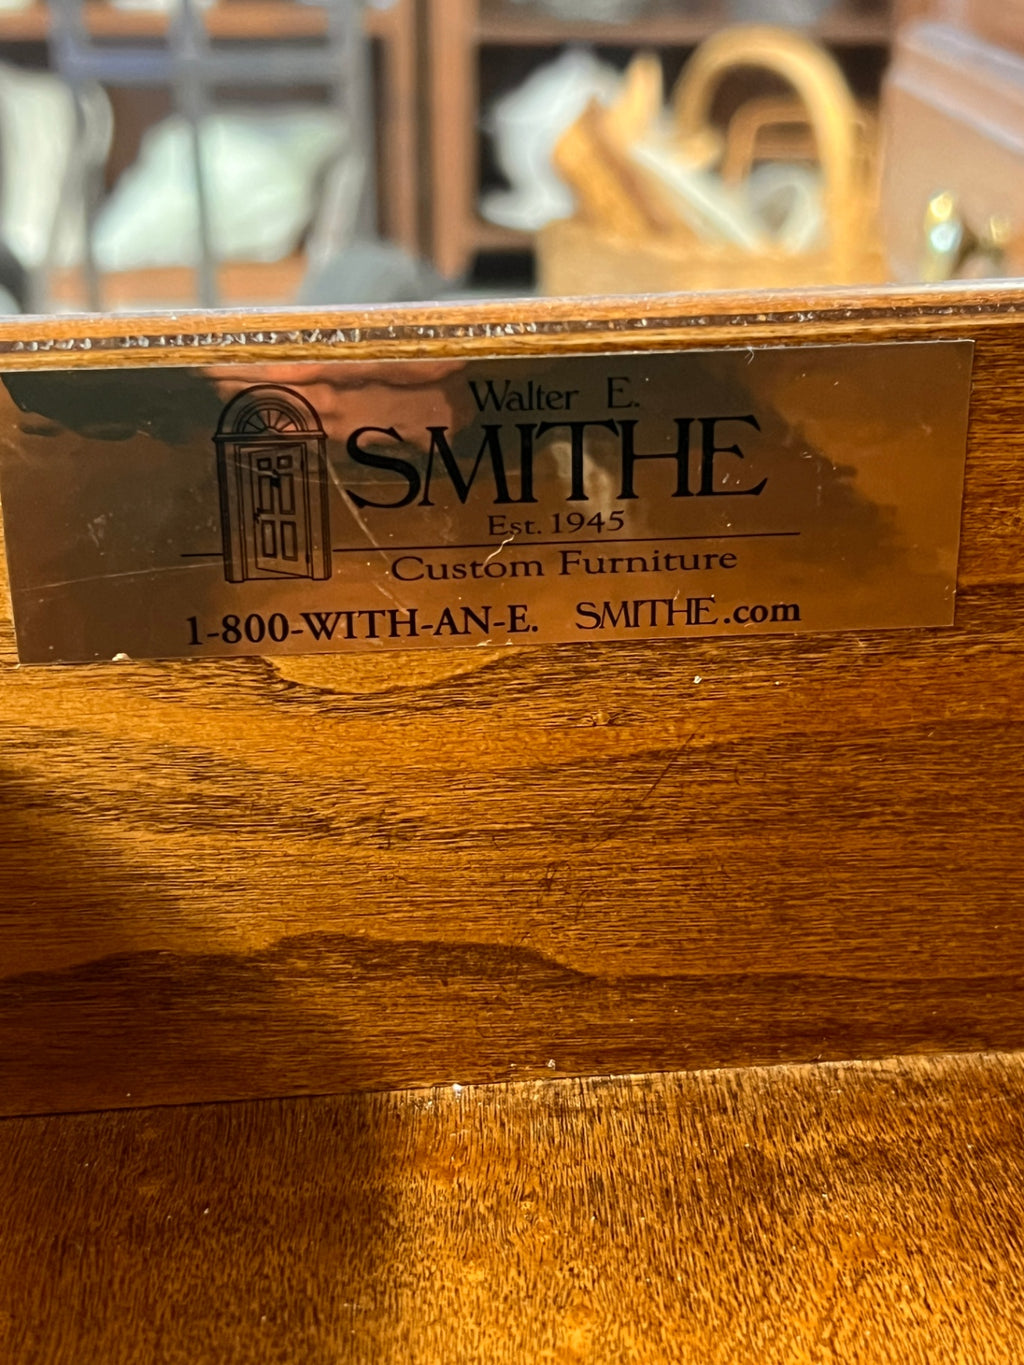 Walter E.
SMITHE
Est. 1945
Custom Furniture
1-800-WITH-AN-E. SMITHE.com